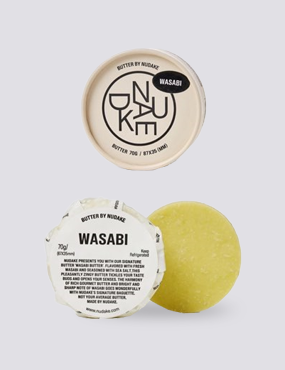 BUTTER BY NUDAKE
WASABI
NUDAKE
BUTTER 70G / 87X35 (MM)
BUTTER BY NUDAKE
WASABI
70g/
Keep
Refrigerated
NUDAKE PRESENTS YOU WITH OUR SIGNATURE
BUTTER 'WASABI BUTTER'. FLAVORED WITH FRESH
WASABI AND SEASONED WITH SEA SALT, THIS
PLEASANTLY ZINGY BUTTER TICKLES YOUR TASTE
BUDS AND OPENS YOUR SENSES. THE HARMONY
OF RICH GOURMET BUTTER AND BRIGHT AND
SHARP NOTE OF WASABI GOES WONDERFULLY
WITH NUDAKE'S SIGNATURE BAGUETTE.
NOT YOUR AVERAGE BUTTER,
MADE BY NUDAKE.
www.nudake.com